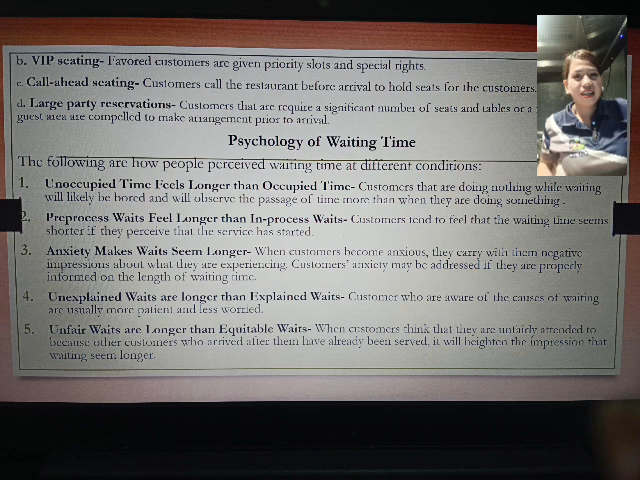 b. VIP seating- Favored customers are given priority slots and special rights.
c. Call-ahead seating- Customers call the restaurant before arrival to hold seats for the customers.
d. Large party reservations- Customers that are require a significant number of seats and tables or a
guest area are compelled to make arrangement prior to arrival.
Psychology of Waiting Time
The following are how people perceived waiting time at different conditions:
1. Unoccupied Time Feels Longer than Occupied Time- Customers that are doing nothing while waiting
will likely be bored and will observe the passage of time more than when they are doing something .
2. Preprocess Waits Feel Longer than In-process Waits- Customers tend to feel that the waiting time seems
shorter if they perceive that the service has started.
3. Anxiety Makes Waits Seem Longer- When customers become anxious, they carry with them negative
impressions about what they are experiencing. Customers' anxiety may be addressed if they are properly
informed on the length of waiting time.
4. Unexplained Waits are longer than Explained Waits- Customer who are aware of the causes of waiting
are usually more patient and less worried.
5. Unfair Waits are Longer than Equitable Waits- When customers think that they are unfairly attended to
because other customers who arrived after them have already been served, it will heighten the impression that
waiting seem longer.